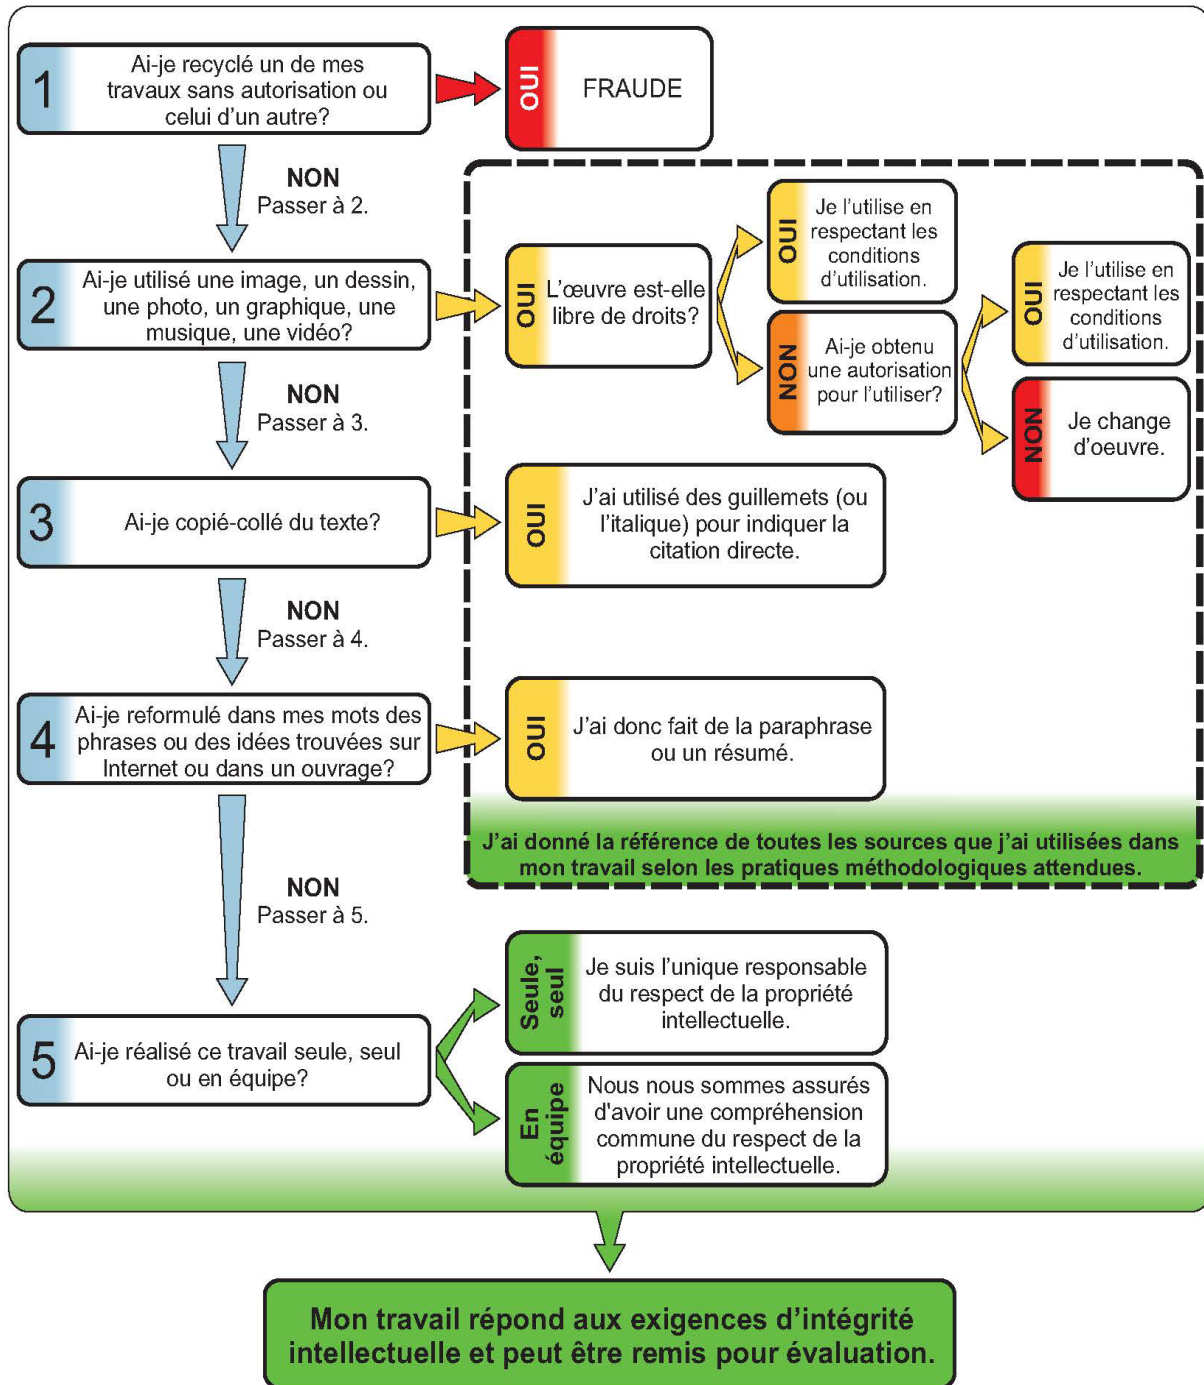 1
Ai-je recyclé un de mes
travaux sans autorisation ou
celui d'un autre?
OUI
FRAUDE
NON
Passer à 2.
2
Ai-je utilisé une image, un dessin,
une photo, un graphique, une
musique, une vidéo?
OUI
L'œuvre est-elle
libre de droits?
OUI
Je l'utilise en
respectant les
conditions
d'utilisation.
NON
Ai-je obtenu
une autorisation
pour l'utiliser?
OUI
Je l'utilise en
respectant les
conditions
d'utilisation.
NON
Je change
d'oeuvre.
NON
Passer à 3.
3
Ai-je copié-collé du texte?
OUI
J'ai utilisé des guillemets (ou
l'italique) pour indiquer la
citation directe.
NON
Passer à 4.
4
Ai-je reformulé dans mes mots des
phrases ou des idées trouvées sur
Internet ou dans un ouvrage?
OUI
J'ai donc fait de la paraphrase
ou un résumé.
J'ai donné la référence de toutes les sources que j'ai utilisées dans
mon travail selon les pratiques méthodologiques attendues.
NON
Passer à 5.
5
Ai-je réalisé ce travail seule, seul
ou en équipe?
Seule,
seul
Je suis l'unique responsable
du respect de la propriété
intellectuelle.
En
équipe
Nous nous sommes assurés
d'avoir une compréhension
commune du respect de la
propriété intellectuelle.
Mon travail répond aux exigences d'intégrité
intellectuelle et peut être remis pour évaluation.